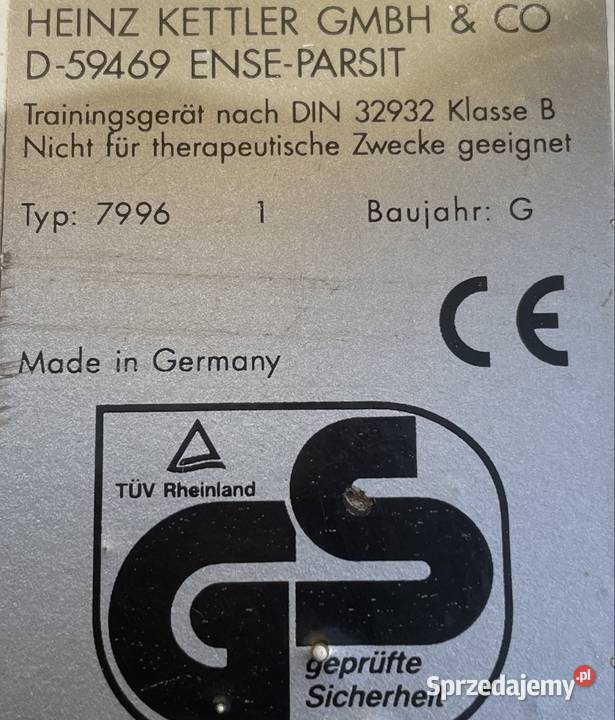 HEINZ KETTLER GMBH & CO
D-59469 ENSE-PARSIT
Trainingsgerät nach DIN 32932 Klasse B
Nicht für therapeutische Zwecke geeignet
Typ: 7996 1 Baujahr: G
CE
Made in Germany
TÜV Rheinland
GS
geprüfte
Sicherheit
Sprzedajemy.pl